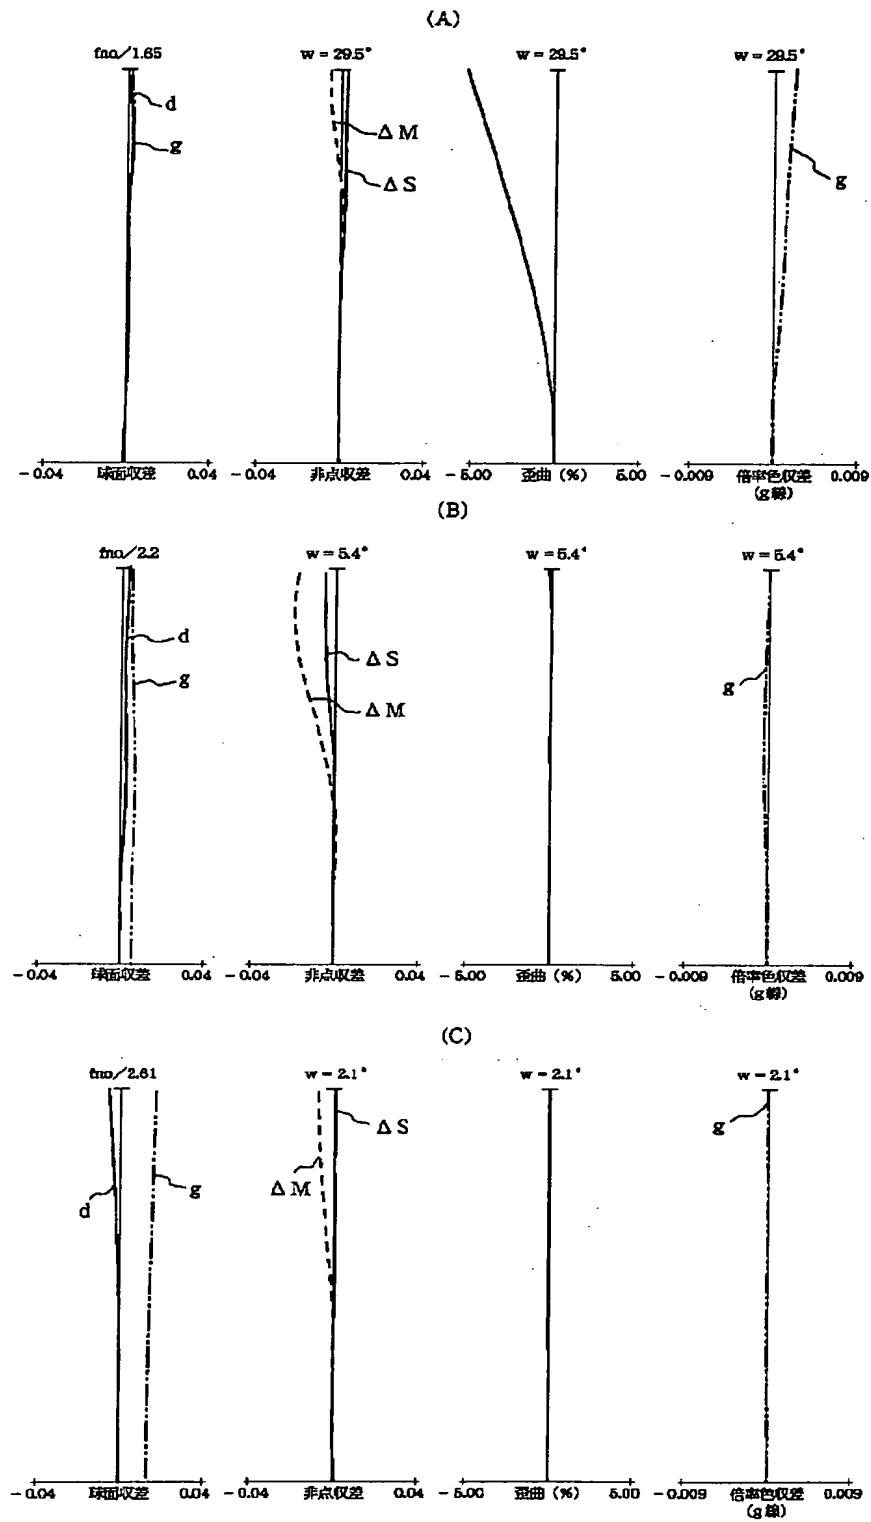 (A)
fno/1.65 w = 29.5° w = 29.5° w = 29.5°
d
g
ΔM
ΔS
g
-0.04 0.04 -0.04 0.04 -5.00 5.00 -0.009 0.009
球面収差 非点収差 歪曲 (%) 倍率色収差
(g線)
(B)
fno/2.2 w = 5.4° w = 5.4° w = 5.4°
d
g
ΔS
ΔM
g
-0.04 0.04 -0.04 0.04 -5.00 5.00 -0.009 0.009
球面収差 非点収差 歪曲 (%) 倍率色収差
(g線)
(C)
fno/2.61 w = 2.1° w = 2.1° w = 2.1°
ΔS
g
ΔM
g
d
-0.04 0.04 -0.04 0.04 -5.00 5.00 -0.009 0.009
球面収差 非点収差 歪曲 (%) 倍率色収差
(g線)